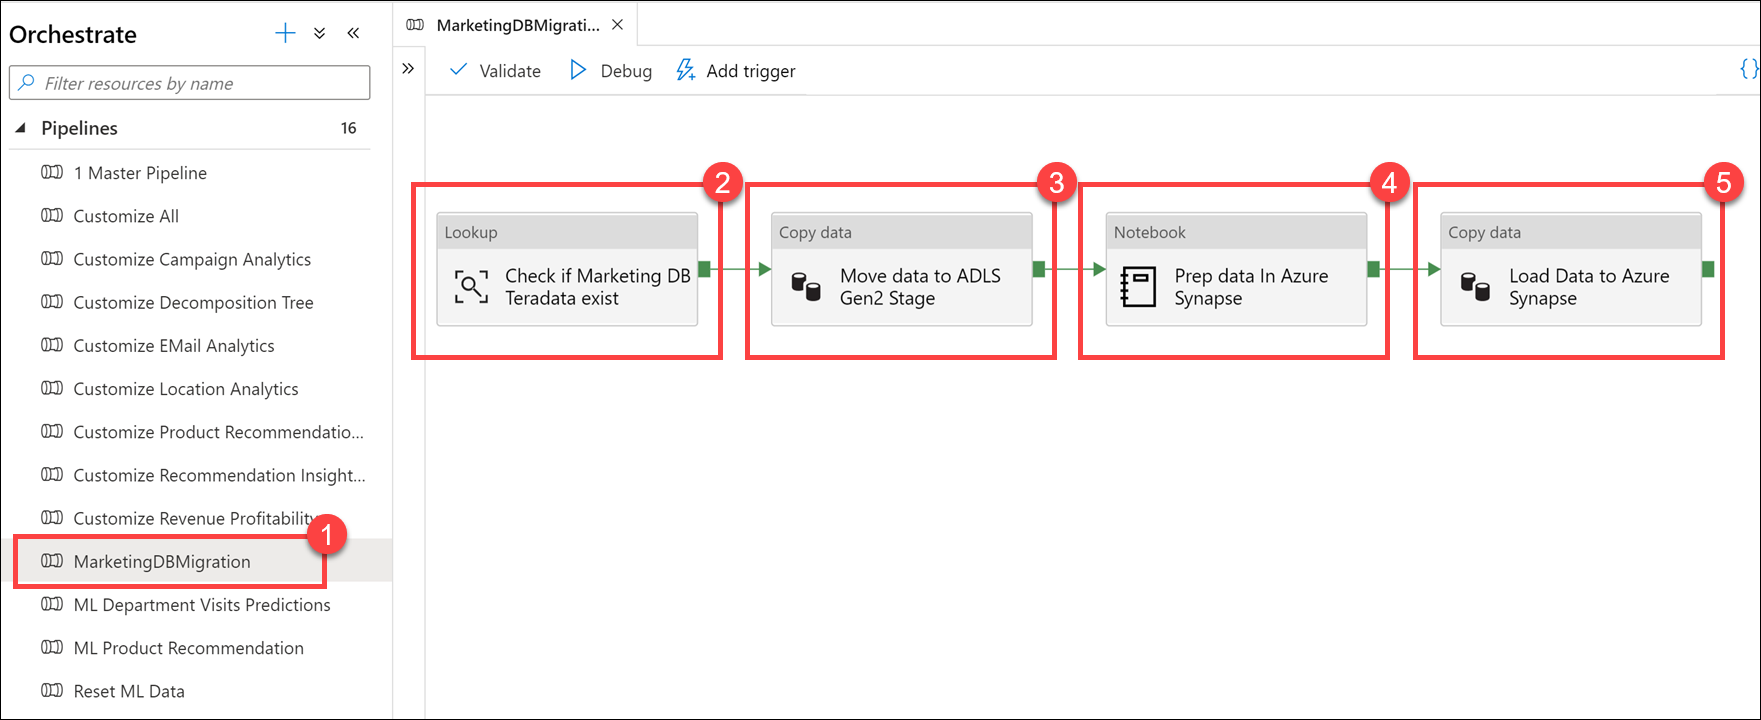 Orchestrate
Filter resources by name
Pipelines 16
1 Master Pipeline
Customize All
Customize Campaign Analytics
Customize Decomposition Tree
Customize EMail Analytics
Customize Location Analytics
Customize Product Recommendatio...
Customize Recommendation Insight...
Customize Revenue Profitability
1
MarketingDBMigration
ML Department Visits Predictions
ML Product Recommendation
Reset ML Data
MarketingDBMigrati...
Validate Debug Add trigger {}
2
Lookup
Check if Marketing DB
Teradata exist
3
Copy data
Move data to ADLS
Gen2 Stage
4
Notebook
Prep data In Azure
Synapse
5
Copy data
Load Data to Azure
Synapse